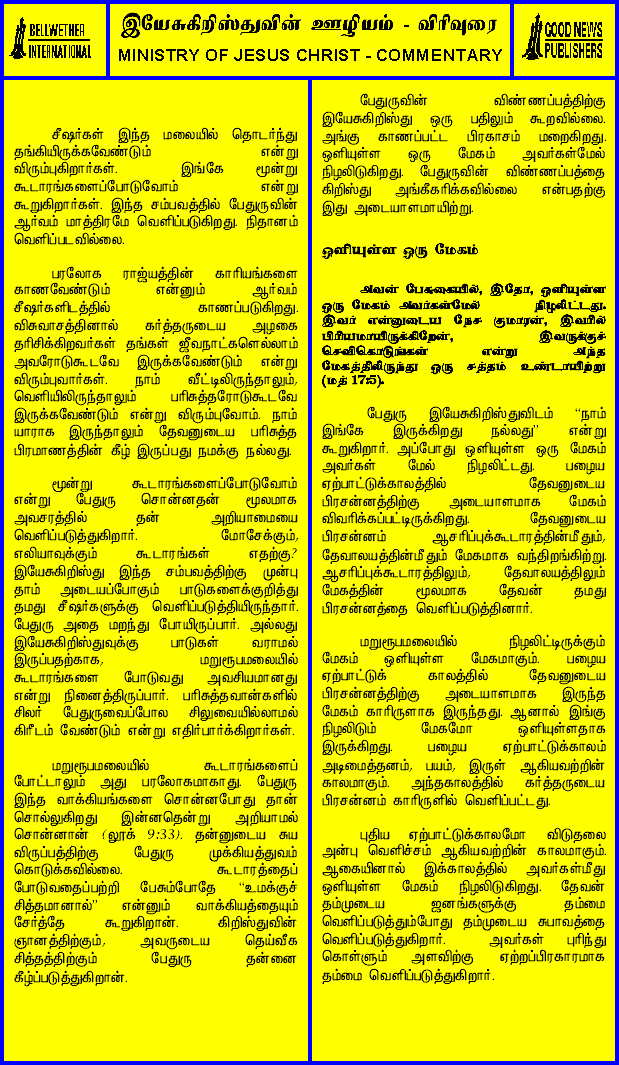 BELLWETHER
INTERNATIONAL
இயேசுகிறிஸ்துவின் ஊழியம் - விரிவுரை
MINISTRY OF JESUS CHRIST - COMMENTARY
GOOD NEWS
PUBLISHERS
சீஷர்கள் இந்த மலையில் தொடர்ந்து
தங்கியிருக்கவேண்டும் என்று
விரும்புகிறார்கள். இங்கே மூன்று
கூடாரங்களைப்போடுவோம் என்று
கூறுகிறார்கள். இந்த சம்பவத்தில் பேதுருவின்
ஆர்வம் மாத்திரமே வெளிப்படுகிறது. நிதானம்
வெளிப்படவில்லை.
பரலோக ராஜ்யத்தின் காரியங்களை
காணவேண்டும் என்னும் ஆர்வம்
சீஷர்களிடத்தில் காணப்படுகிறது.
விசுவாசத்தினால் கர்த்தருடைய அழகை
தரிசிக்கிறவர்கள் தங்கள் ஜீவநாட்களெல்லாம்
அவரோடுகூடவே இருக்கவேண்டும் என்று
விரும்புவார்கள். நாம் வீட்டிலிருந்தாலும்,
வெளியிலிருந்தாலும் பரிசுத்தரோடுகூடவே
இருக்கவேண்டும் என்று விரும்புவோம். நாம்
யாராக இருந்தாலும் தேவனுடைய பரிசுத்த
பிரமாணத்தின் கீழ் இருப்பது நமக்கு நல்லது.
மூன்று கூடாரங்களைப்போடுவோம்
என்று பேதுரு சொன்னதன் மூலமாக
அவசரத்தில் தன் அறியாமையை
வெளிப்படுத்துகிறார். மோசேக்கும்,
எலியாவுக்கும் கூடாரங்கள் எதற்கு?
இயேசுகிறிஸ்து இந்த சம்பவத்திற்கு முன்பு
தாம் அடையப்போகும் பாடுகளைக்குறித்து
தமது சீஷர்களுக்கு வெளிப்படுத்தியிருந்தார்.
பேதுரு அதை மறந்து போயிருப்பார். அல்லது
இயேசுகிறிஸ்துவுக்கு பாடுகள் வராமல்
இருப்பதற்காக, மறுரூபமலையில்
கூடாரங்களை போடுவது அவசியமானது
என்று நினைத்திருப்பார். பரிசுத்தவான்களில்
சிலர் பேதுருவைப்போல சிலுவையில்லாமல்
கிரீடம் வேண்டும் என்று எதிர்பார்க்கிறார்கள்.
மறுரூபமலையில் கூடாரங்களைப்
போட்டாலும் அது பரலோகமாகாது. பேதுரு
இந்த வாக்கியங்களை சொன்னபோது தான்
சொல்லுகிறது இன்னதென்று அறியாமல்
சொன்னான் (லூக் 9:33). தன்னுடைய சுய
விருப்பத்திற்கு பேதுரு முக்கியத்துவம்
கொடுக்கவில்லை. கூடாரத்தைப்
போடுவதைப்பற்றி பேசும்போதே “உமக்குச்
சித்தமானால்” என்னும் வாக்கியத்தையும்
சேர்த்தே கூறுகிறான். கிறிஸ்துவின்
ஞானத்திற்கும், அவருடைய தெய்வீக
சித்தத்திற்கும் பேதுரு தன்னை
கீழ்ப்படுத்துகிறான்.
பேதுருவின் விண்ணப்பத்திற்கு
இயேசுகிறிஸ்து ஒரு பதிலும் கூறவில்லை.
அங்கு காணப்பட்ட பிரகாசம் மறைகிறது.
ஒளியுள்ள ஒரு மேகம் அவர்கள்மேல்
நிழலிடுகிறது. பேதுருவின் விண்ணப்பத்தை
கிறிஸ்து அங்கீகரிக்கவில்லை என்பதற்கு
இது அடையாளமாயிற்று.
ஒளியுள்ள ஒரு மேகம்
அவன் பேசுகையில், இதோ, ஒளியுள்ள
ஒரு மேகம் அவர்கள்மேல் நிழலிட்டது.
இவர் என்னுடைய நேச குமாரன், இவரில்
பிரியமாயிருக்கிறேன், இவருக்குச்
செவிகொடுங்கள் என்று அந்த
மேகத்திலிருந்து ஒரு சத்தம் உண்டாயிற்று
(மத் 17:5).
பேதுரு இயேசுகிறிஸ்துவிடம் “நாம்
இங்கே இருக்கிறது நல்லது” என்று
கூறுகிறார். அப்போது ஒளியுள்ள ஒரு மேகம்
அவர்கள் மேல் நிழலிட்டது. பழைய
ஏற்பாட்டுக்காலத்தில் தேவனுடைய
பிரசன்னத்திற்கு அடையாளமாக மேகம்
விவரிக்கப்பட்டிருக்கிறது. தேவனுடைய
பிரசன்னம் ஆசரிப்புக்கூடாரத்தின்மீதும்,
தேவாலயத்தின்மீதும் மேகமாக வந்திறங்கிற்று.
ஆசரிப்புக்கூடாரத்திலும், தேவாலயத்திலும்
மேகத்தின் மூலமாக தேவன் தமது
பிரசன்னத்தை வெளிப்படுத்தினார்.
மறுரூபமலையில் நிழலிட்டிருக்கும்
மேகம் ஒளியுள்ள மேகமாகும். பழைய
ஏற்பாட்டுக் காலத்தில் தேவனுடைய
பிரசன்னத்திற்கு அடையாளமாக இருந்த
மேகம் காரிருளாக இருந்தது. ஆனால் இங்கு
நிழலிடும் மேகமோ ஒளியுள்ளதாக
இருக்கிறது. பழைய ஏற்பாட்டுக்காலம்
அடிமைத்தனம், பயம், இருள் ஆகியவற்றின்
காலமாகும். அந்தகாலத்தில் கர்த்தருடைய
பிரசன்னம் காரிருளில் வெளிப்பட்டது.
புதிய ஏற்பாட்டுக்காலமோ விடுதலை
அன்பு வெளிச்சம் ஆகியவற்றின் காலமாகும்.
ஆகையினால் இக்காலத்தில் அவர்கள்மீது
ஒளியுள்ள மேகம் நிழலிடுகிறது. தேவன்
தம்முடைய ஜனங்களுக்கு தம்மை
வெளிப்படுத்தும்போது தம்முடைய சுபாவத்தை
வெளிப்படுத்துகிறார். அவர்கள் புரிந்து
கொள்ளும் அளவிற்கு ஏற்றப்பிரகாரமாக
தம்மை வெளிப்படுத்துகிறார்.